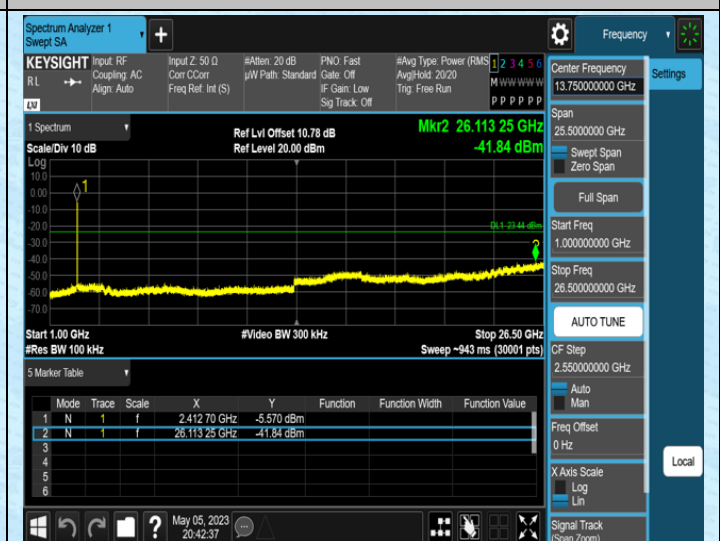 Spectrum Analyzer 1
Swept SA
+
Frequency
KEYSIGHT
RL
LXI
Input: RF
Coupling: AC
Align: Auto
Input Z: 50 Ω
Corr CCorr
Freq Ref: Int (S)
#Atten: 20 dB
µW Path: Standard
PNO: Fast
Gate: Off
IF Gain: Low
Sig Track: Off
#Avg Type: Power (RMS
Avg|Hold: 20/20
Trig: Free Run
1 2 3 4 5 6
M W W W W W
P P P P P P
1 Spectrum
Scale/Div 10 dB
Ref Lvl Offset 10.78 dB
Ref Level 20.00 dBm
Mkr2 26.113 25 GHz
-41.84 dBm
Log
10.0
0.00
-10.0
-20.0
-30.0
-40.0
-50.0
-60.0
-70.0
1
DL1 -23.44 dBm
2
Start 1.00 GHz
#Res BW 100 kHz
#Video BW 300 kHz
Stop 26.50 GHz
Sweep ~943 ms (30001 pts)
5 Marker Table
Mode Trace Scale X Y Function Function Width Function Value
1 N 1 f 2.412 70 GHz -5.570 dBm
2 N 1 f 26.113 25 GHz -41.84 dBm
3
4
5
6
May 05, 2023
20:42:37
?
Center Frequency
13.750000000 GHz
Span
25.5000000 GHz
Swept Span
Zero Span
Full Span
Start Freq
1.000000000 GHz
Stop Freq
26.500000000 GHz
AUTO TUNE
CF Step
2.550000000 GHz
Auto
Man
Freq Offset
0 Hz
X Axis Scale
Log
Lin
Signal Track
(Span Zoom)
Settings
Local